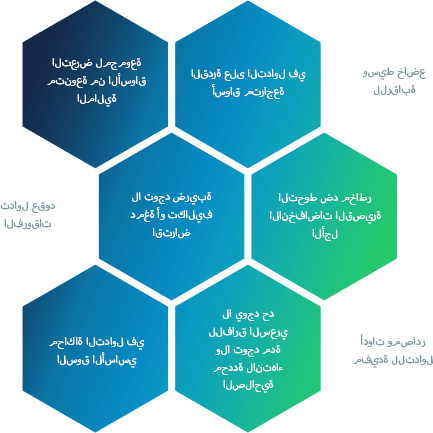 التعرض لمجموعة
متنوعة من الأسواق
المالية
القدرة على التداول في
أسواق متراجعة
وسيط خاضع
للرقابة
تداول عقود
الفروقات
لا توجد ضريبة
دمغة أو تكاليف
اقتراض
التحوط ضد مخاطر
الانخفاضات القصيرة
الأجل
محاكاة التداول في
السوق الأساسي
لا يوجد حد
للفارق السعري
ولا توجد مدة
محددة لانتهاء
الصلاحية
أدوات ومصادر
مفيدة للتداول